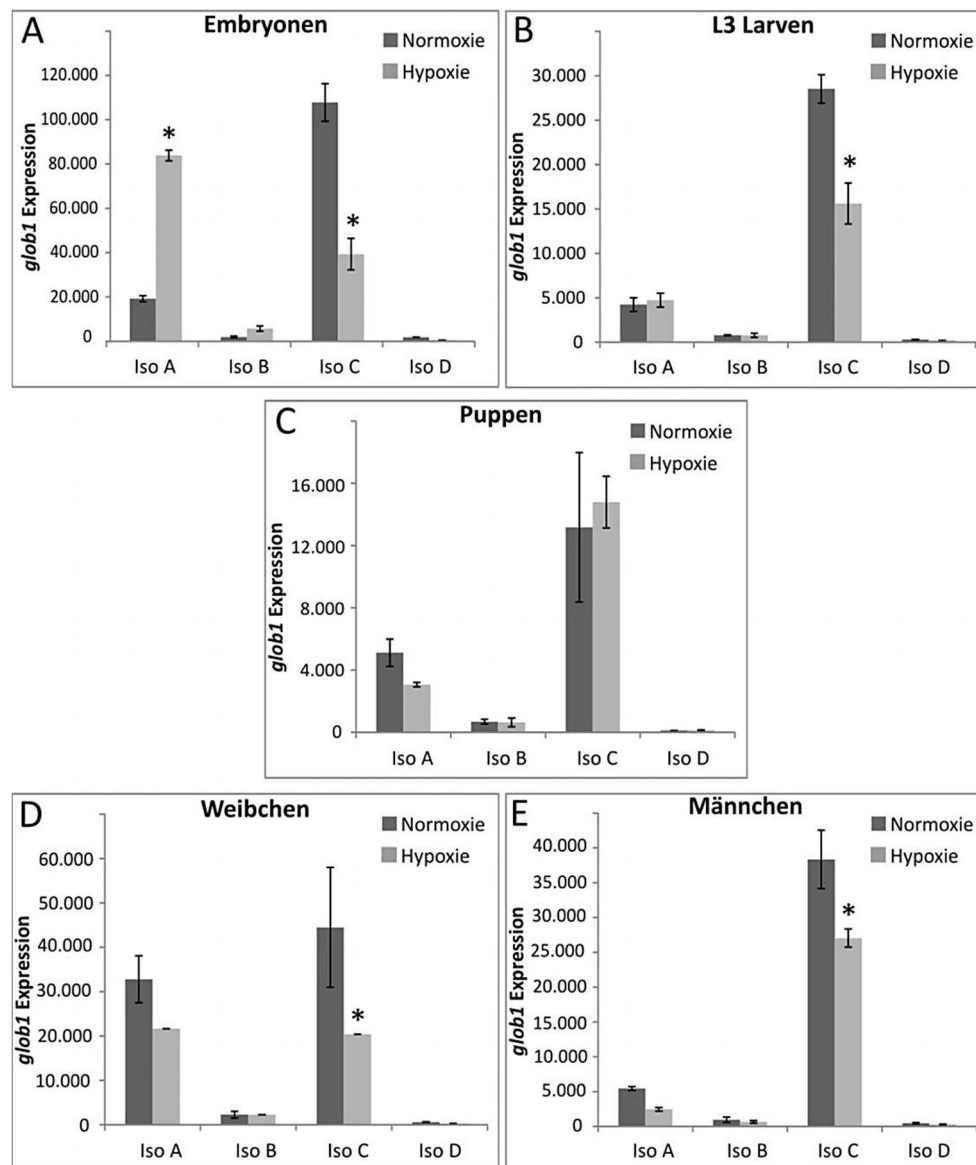 A
Embryonen
Normoxie
Hypoxie
glob1 Expression
120.000
100.000
80.000
60.000
40.000
20.000
0
*
*
Iso A
Iso B
Iso C
Iso D
B
L3 Larven
Normoxie
Hypoxie
glob1 Expression
30.000
25.000
20.000
15.000
10.000
5.000
0
*
Iso A
Iso B
Iso C
Iso D
C
Puppen
Normoxie
Hypoxie
glob1 Expression
16.000
12.000
8.000
4.000
0
Iso A
Iso B
Iso C
Iso D
D
Weibchen
Normoxie
Hypoxie
glob1 Expression
60.000
50.000
40.000
30.000
20.000
10.000
0
*
Iso A
Iso B
Iso C
Iso D
E
Männchen
Normoxie
Hypoxie
glob1 Expression
40.000
35.000
30.000
25.000
20.000
15.000
10.000
5.000
0
*
Iso A
Iso B
Iso C
Iso D